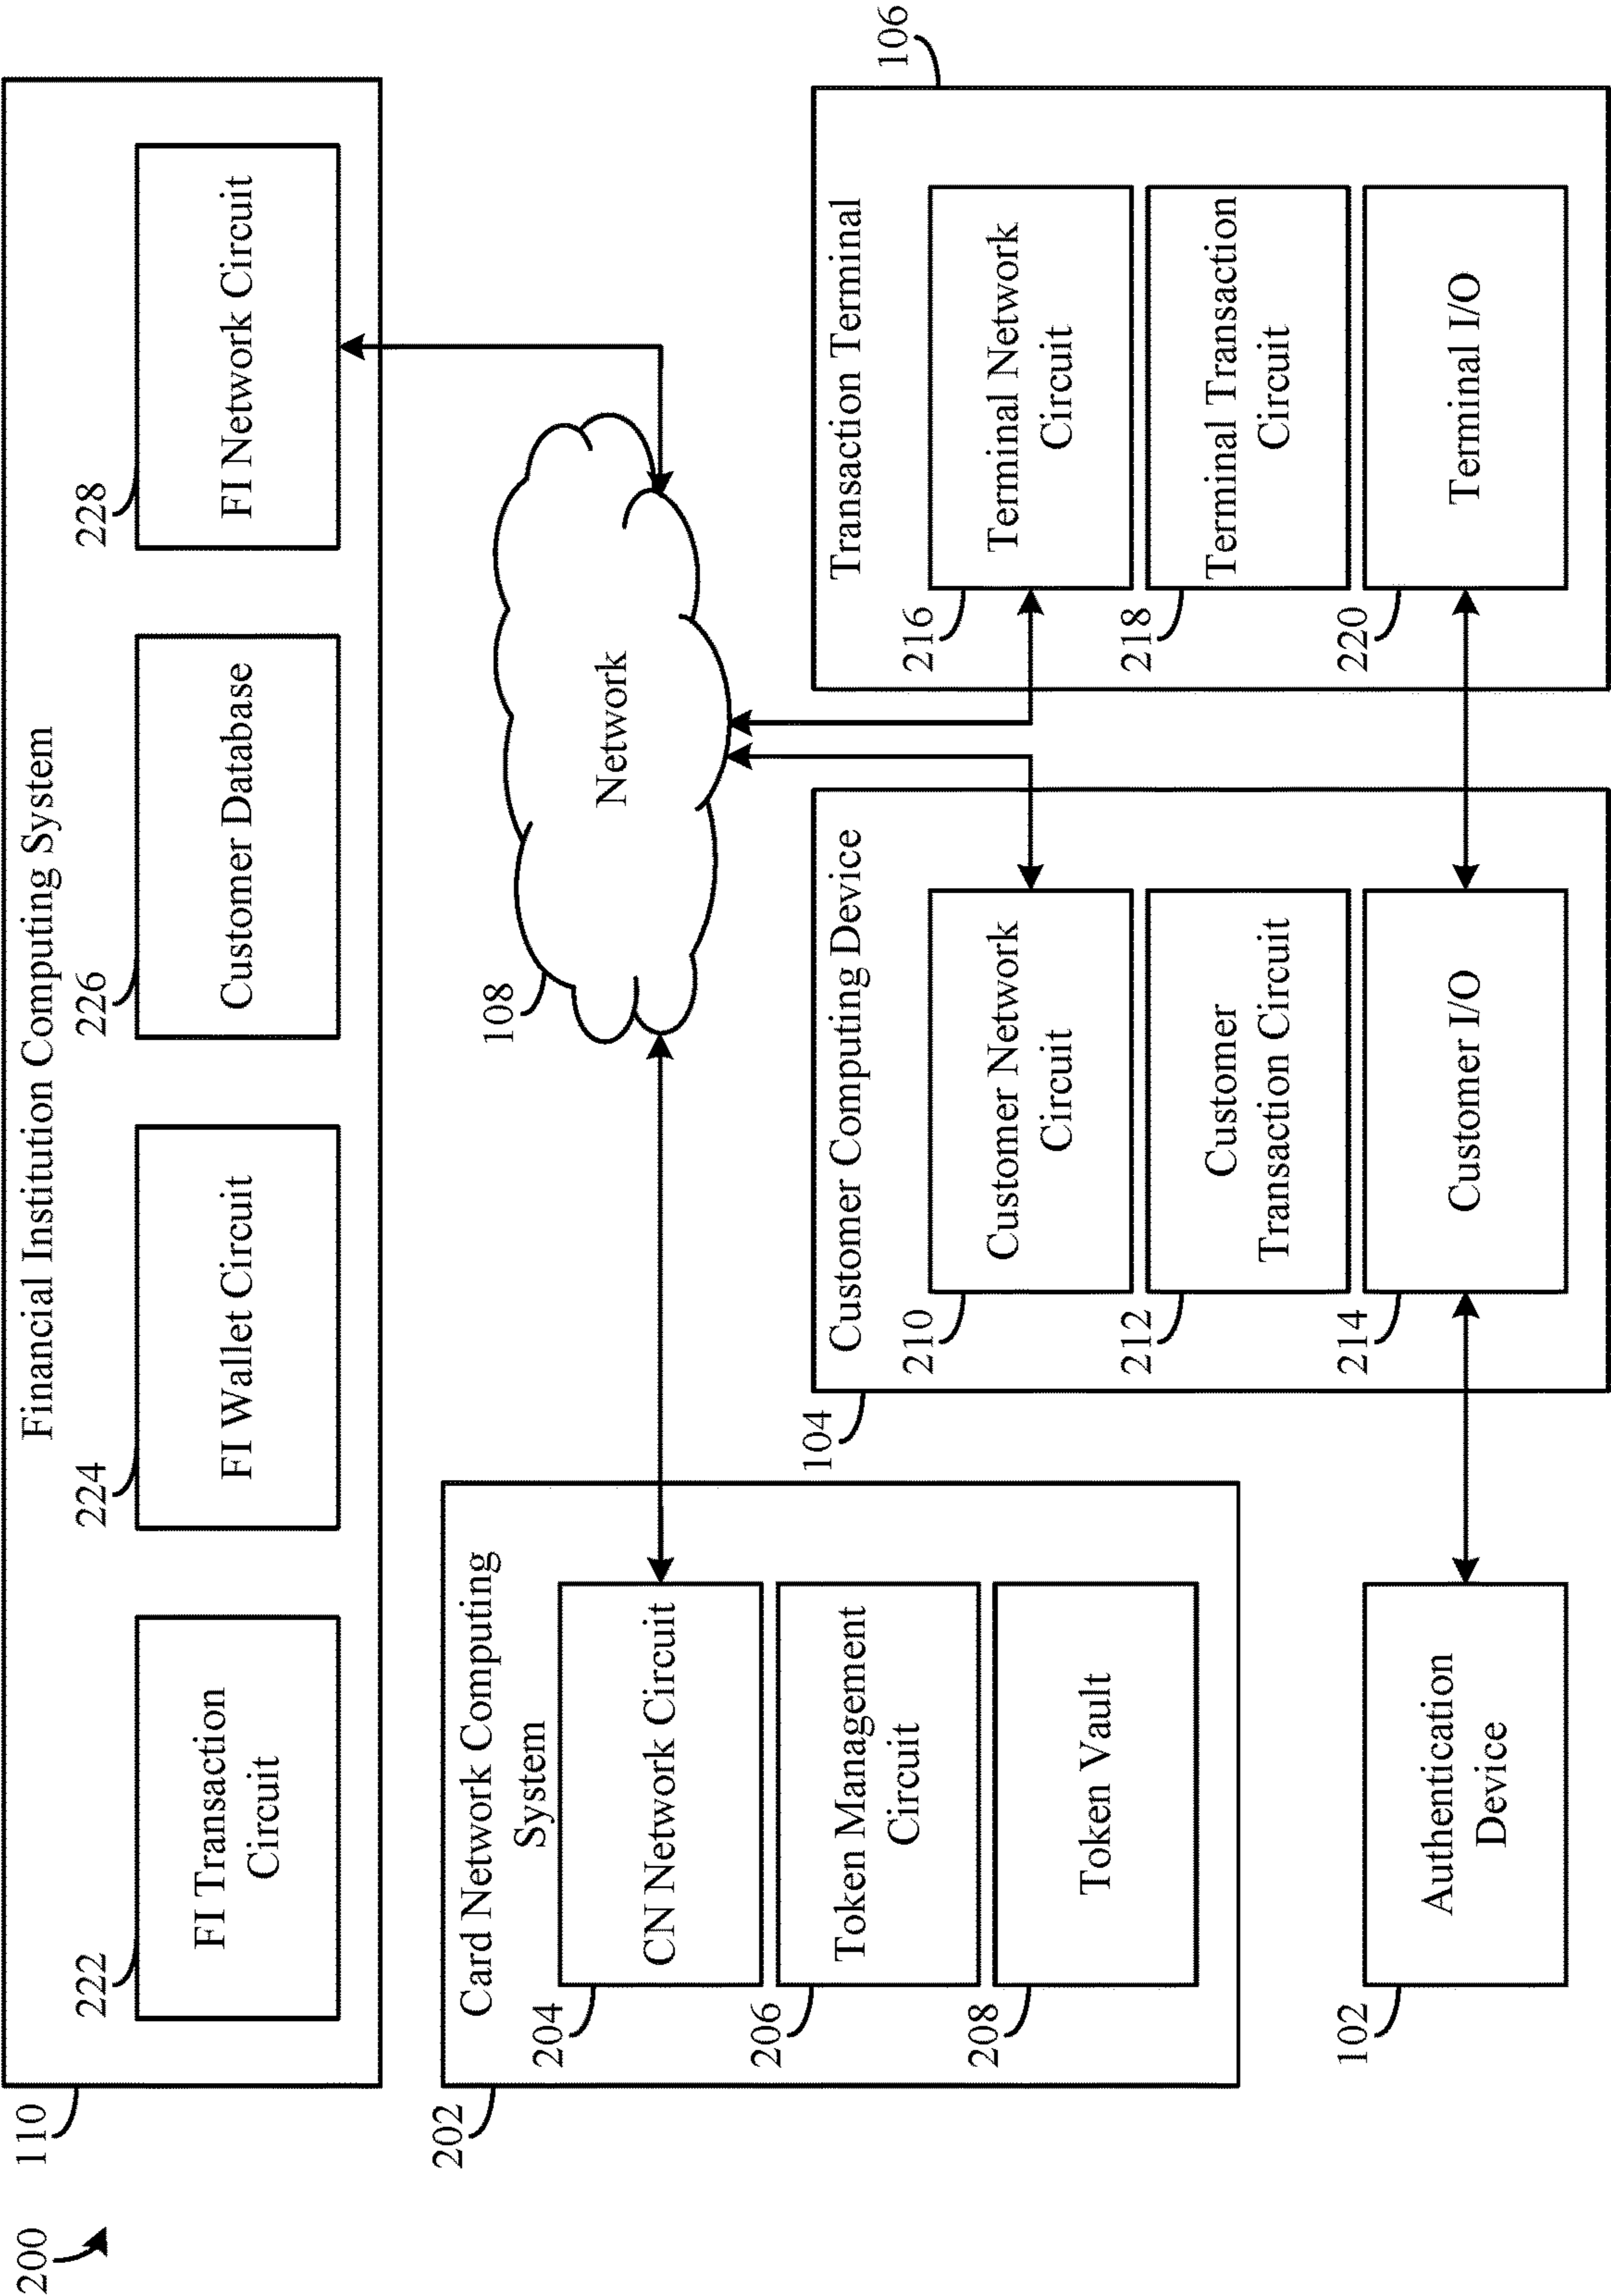 200
110
Financial Institution Computing System
222
FI Transaction
Circuit
224
FI Wallet Circuit
226
Customer Database
228
FI Network Circuit
202
Card Network Computing
System
204
CN Network Circuit
206
Token Management
Circuit
208
Token Vault
108
Network
102
Authentication
Device
104
Customer Computing Device
210
Customer Network
Circuit
212
Customer
Transaction Circuit
214
Customer I/O
106
Transaction Terminal
216
Terminal Network
Circuit
218
Terminal Transaction
Circuit
220
Terminal I/O